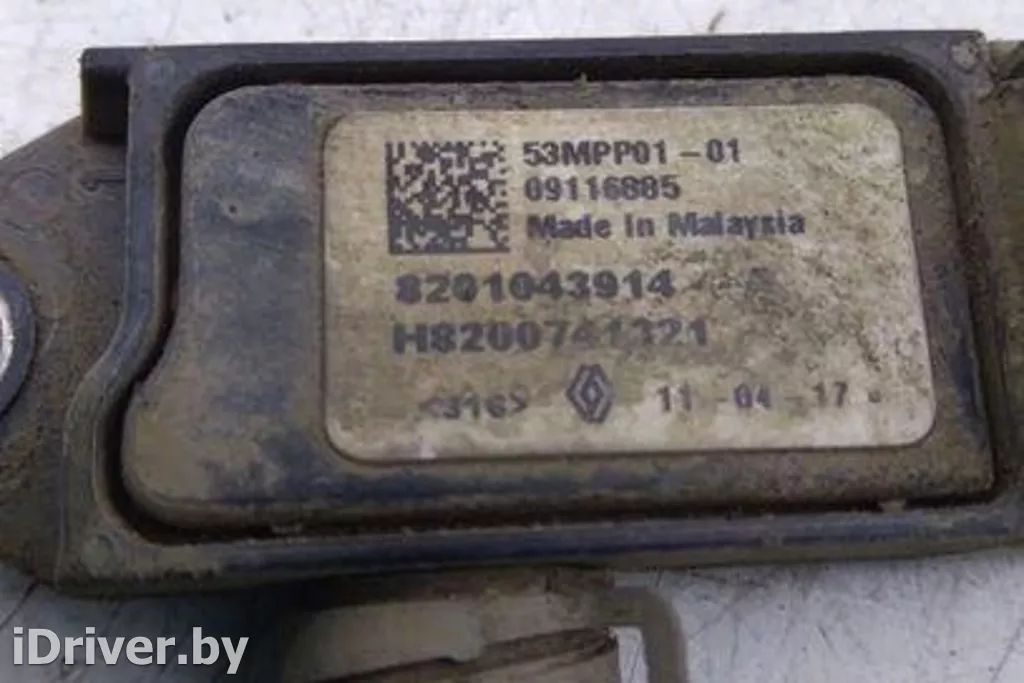 53MPP01-01
09116885
Made in Malaysia
8201043914
H8200741321
<316> 11-04-17
iDriver.by